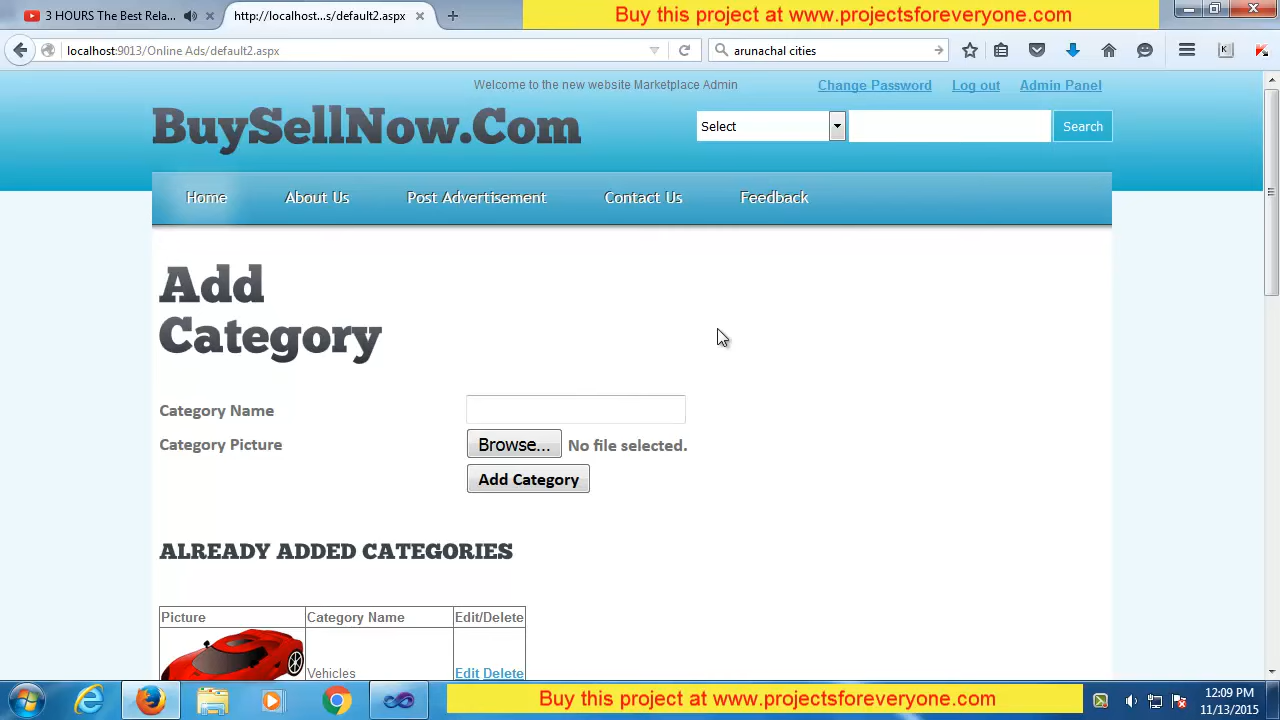 3 HOURS The Best Rela...
http://localhost...s/default2.aspx
Buy this project at www.projectsforeveryone.com
localhost:9013/Online Ads/default2.aspx
arunachal cities
Welcome to the new website Marketplace Admin
Change Password
Log out
Admin Panel
BuySellNow.Com
Select
Search
Home
About Us
Post Advertisement
Contact Us
Feedback
Add
Category
Category Name
Category Picture
Browse...
No file selected.
Add Category
ALREADY ADDED CATEGORIES
Picture
Category Name
Edit/Delete
Vehicles
Edit Delete
Buy this project at www.projectsforeveryone.com
12:09 PM
11/13/2015